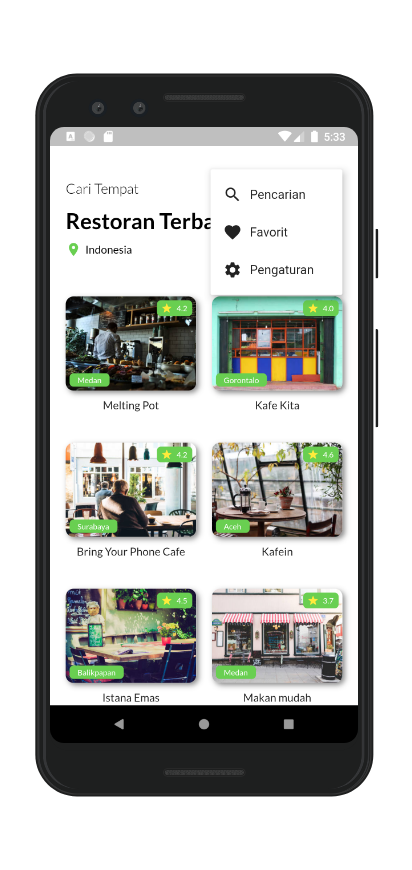 5:33
Cari Tempat
Restoran Terba
Indonesia
Pencarian
Favorit
Pengaturan
4.2
Medan
Melting Pot
4.0
Gorontalo
Kafe Kita
4.2
Surabaya
Bring Your Phone Cafe
4.6
Aceh
Kafein
4.5
Balikpapan
Istana Emas
3.7
Medan
Makan mudah